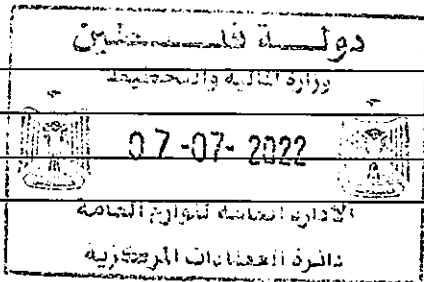 دولة فلسطين
وزارة المالية والتخطيط
07-07-2022
الادارة العامة للوازم العامة
دائرة العطاءات المركزية